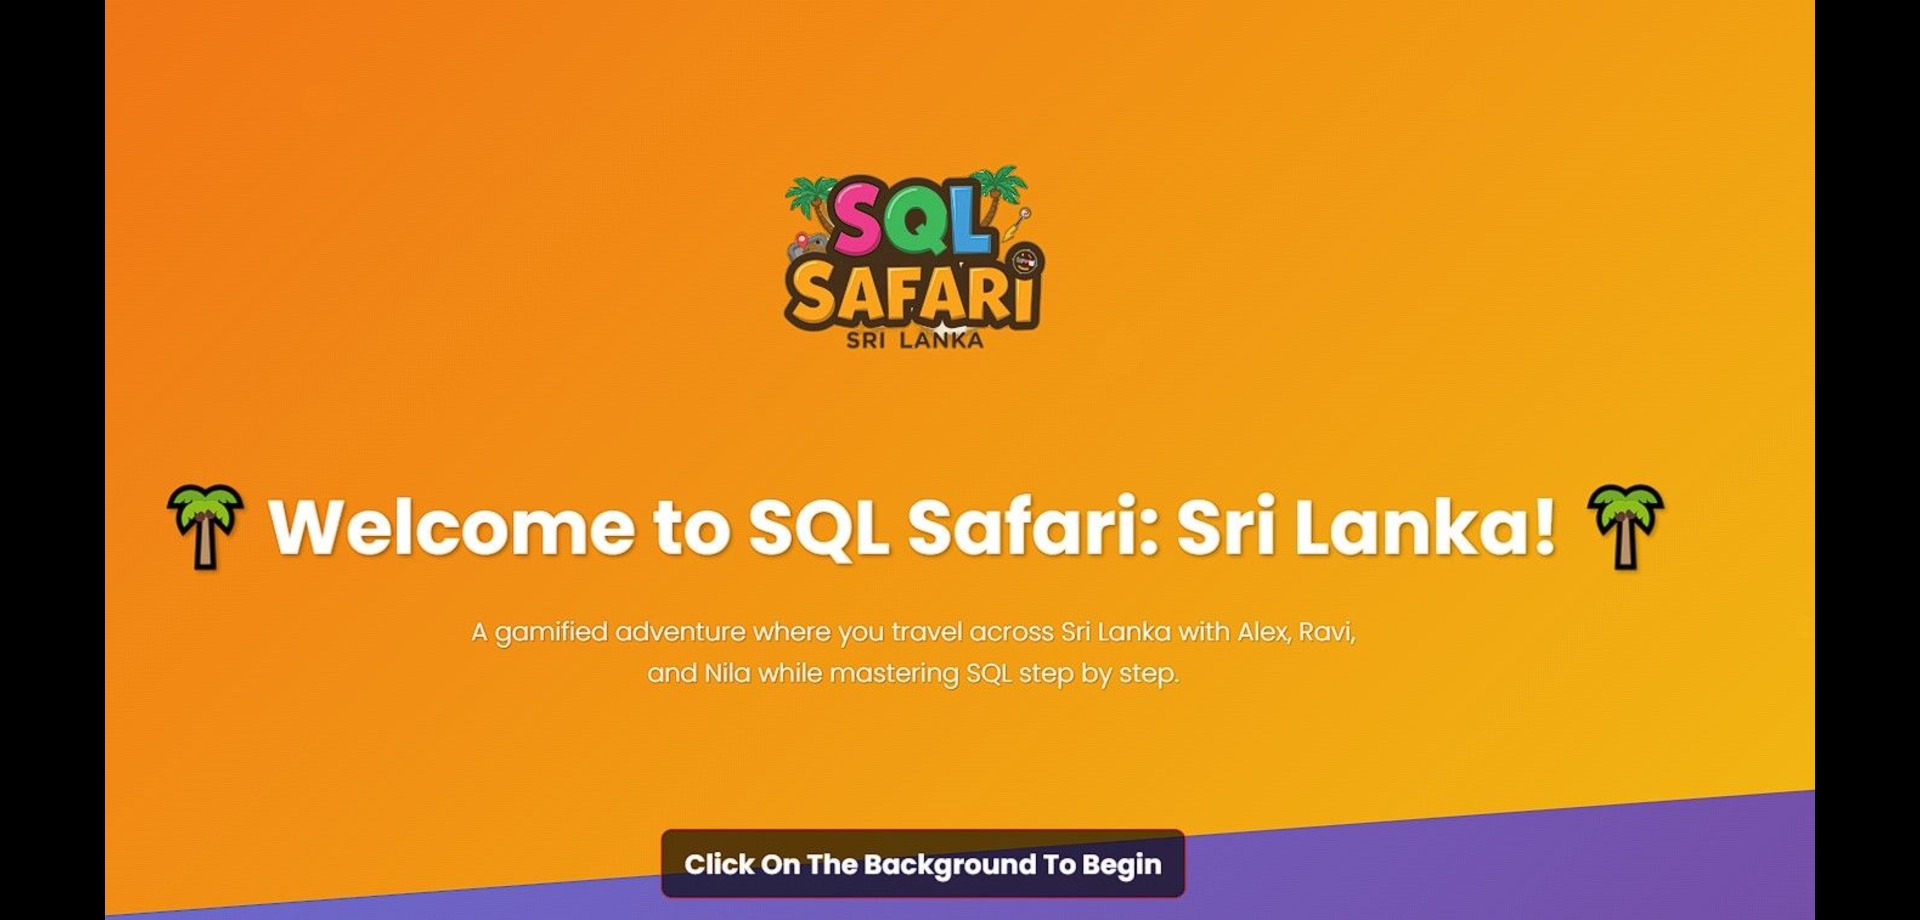 SQL
SAFARi
SRI LANKA
Welcome to SQL Safari: Sri Lanka!
A gamified adventure where you travel across Sri Lanka with Alex, Ravi,
and Nila while mastering SQL step by step.
Click On The Background To Begin